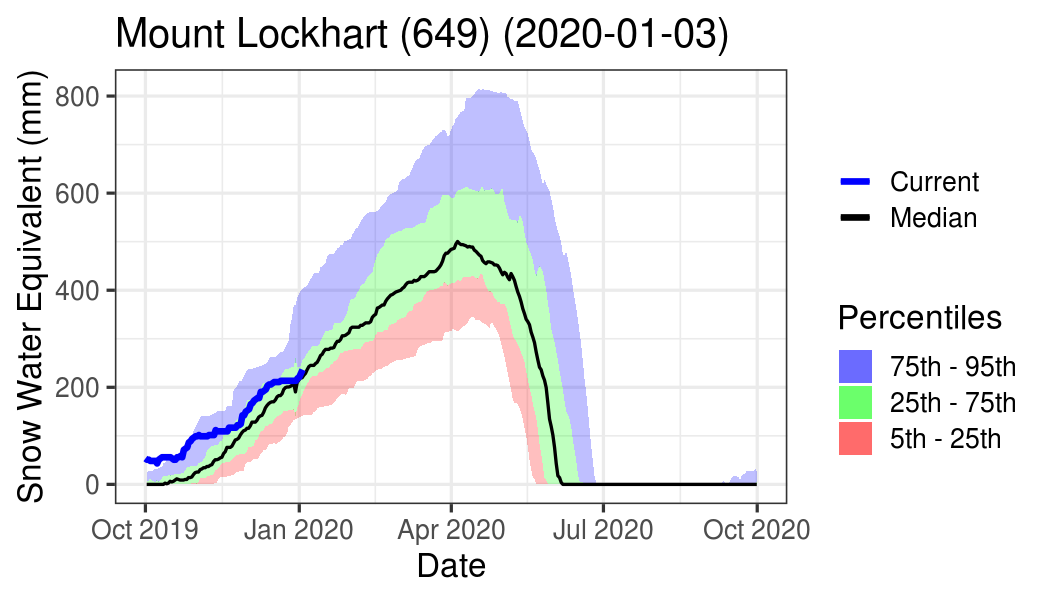 Mount Lockhart (649) (2020-01-03)
Snow Water Equivalent (mm)
800
600
400
200
0
Oct 2019
Jan 2020
Apr 2020
Jul 2020
Oct 2020
Date
Current
Median
Percentiles
75th - 95th
25th - 75th
5th - 25th